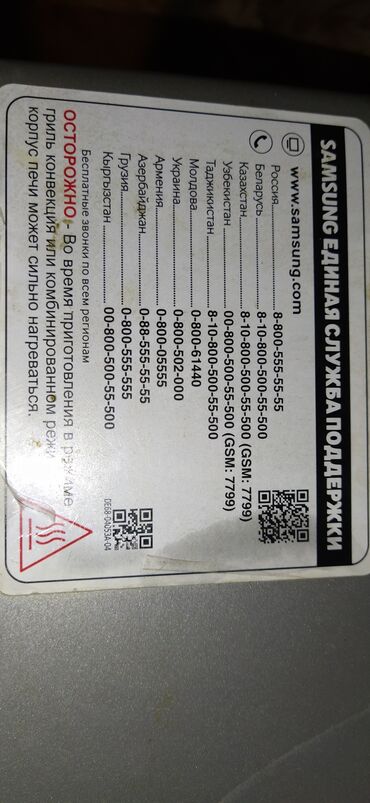 SAMSUNG ЕДИНАЯ СЛУЖБА ПОДДЕРЖКИ
www.samsung.com
Россия 8-800-555-55-55
Беларусь 8-10-800-500-55-500
Казахстан 8-10-800-500-55-500 (GSM: 7799)
Узбекистан 00-800-500-55-500 (GSM: 7799)
Таджикистан 8-10-800-500-55-500
Молдова 0-800-61440
Украина 0-800-502-000
Армения 0-800-05555
Азербайджан 0-88-555-55-55
Грузия 0-800-555-555
Кыргызстан 00-800-500-55-500
Бесплатные звонки по всем регионам
DE68-04053A-04
ОСТОРОЖНО - Во время приготовления в режиме
гриль конвекция или комбинированном режи
корпус печи может сильно нагреваться.